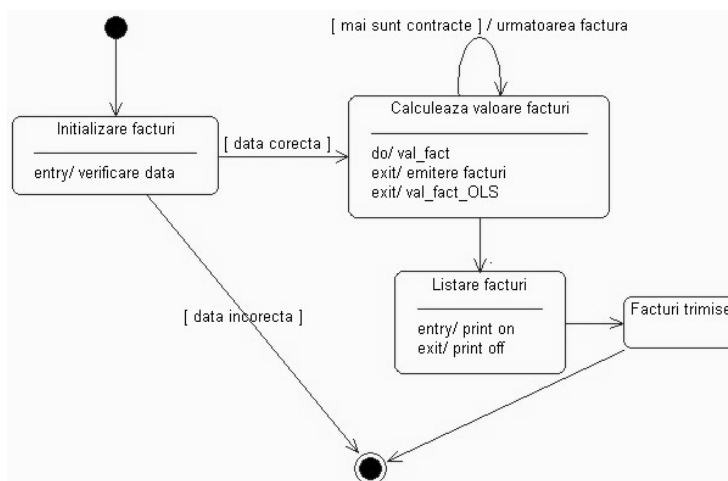 [ mai sunt contracte ] / urmatoarea factura
Initializare facturi
entry/ verificare data
[ data corecta ]
Calculeaza valoare facturi
do/ val_fact
exit/ emitere facturi
exit/ val_fact_OLS
Listare facturi
entry/ print on
exit/ print off
Facturi trimise
[ data incorecta ]